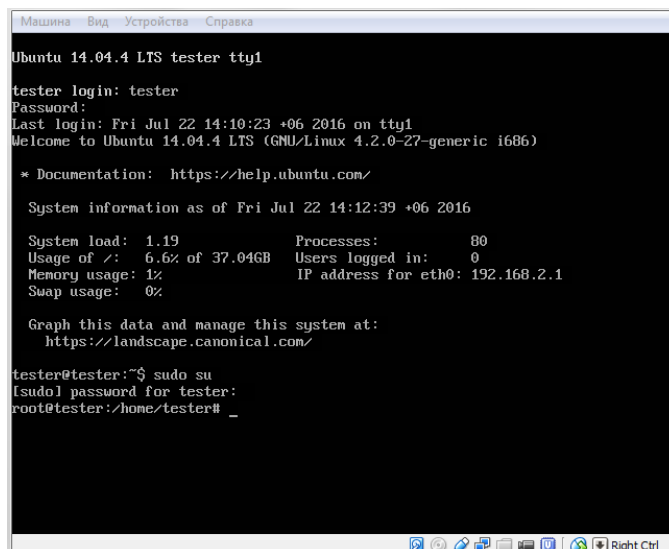 Машина Вид Устройства Справка
Ubuntu 14.04.4 LTS tester tty1
tester login: tester
Password:
Last login: Fri Jul 22 14:10:23 +06 2016 on tty1
Welcome to Ubuntu 14.04.4 LTS (GNU/Linux 4.2.0-27-generic i686)
* Documentation: https://help.ubuntu.com/
System information as of Fri Jul 22 14:12:39 +06 2016
System load: 1.19 Processes: 80
Usage of /: 6.6% of 37.04GB Users logged in: 0
Memory usage: 1% IP address for eth0: 192.168.2.1
Swap usage: 0%
Graph this data and manage this system at:
https://landscape.canonical.com/
tester@tester:~$ sudo su
[sudo] password for tester:
root@tester:/home/tester# _
Right Ctrl